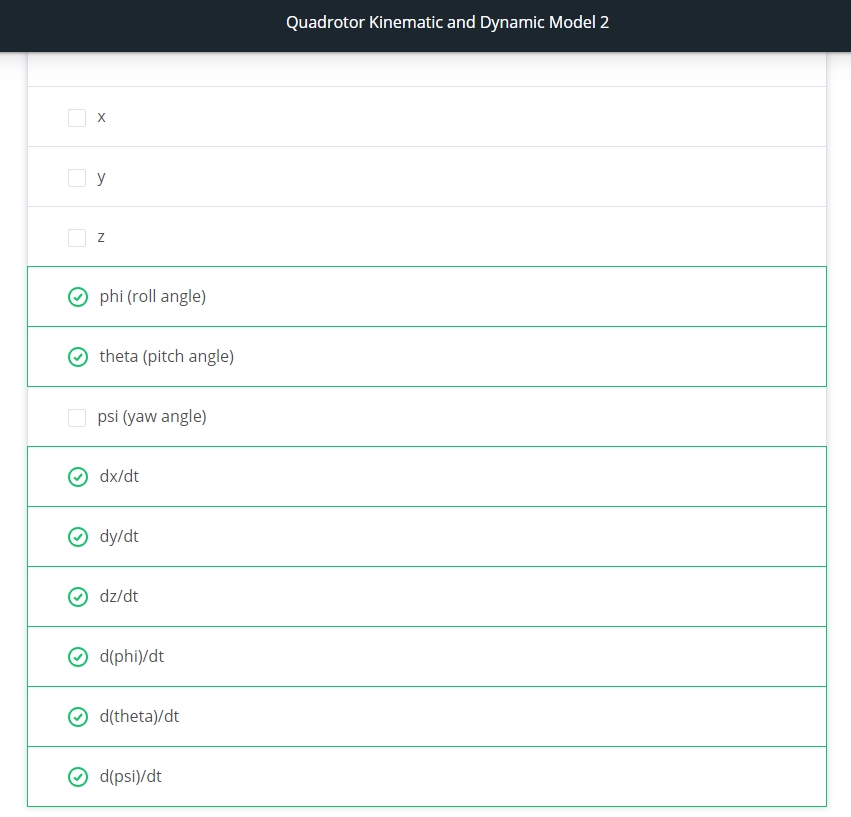 Quadrotor Kinematic and Dynamic Model 2
x
y
z
phi (roll angle)
theta (pitch angle)
psi (yaw angle)
dx/dt
dy/dt
dz/dt
d(phi)/dt
d(theta)/dt
d(psi)/dt